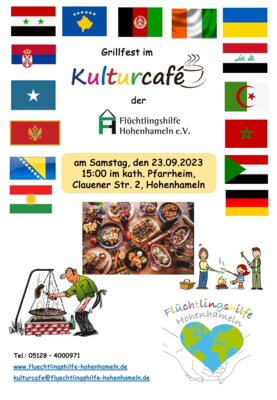 Grillfest im
Kulturcafé
der
Flüchtlingshilfe
Hohenhameln e.V.
am Samstag, den 23.09.2023
15:00 im kath. Pfarrheim,
Clauener Str. 2, Hohenhameln
Flüchtlingshilfe
Hohenhameln
Tel.: 05128 - 4000971
www.fluechtlingshilfe-hohenhameln.de
kulturcafe@fluechtlingshilfe-hohenhameln.de